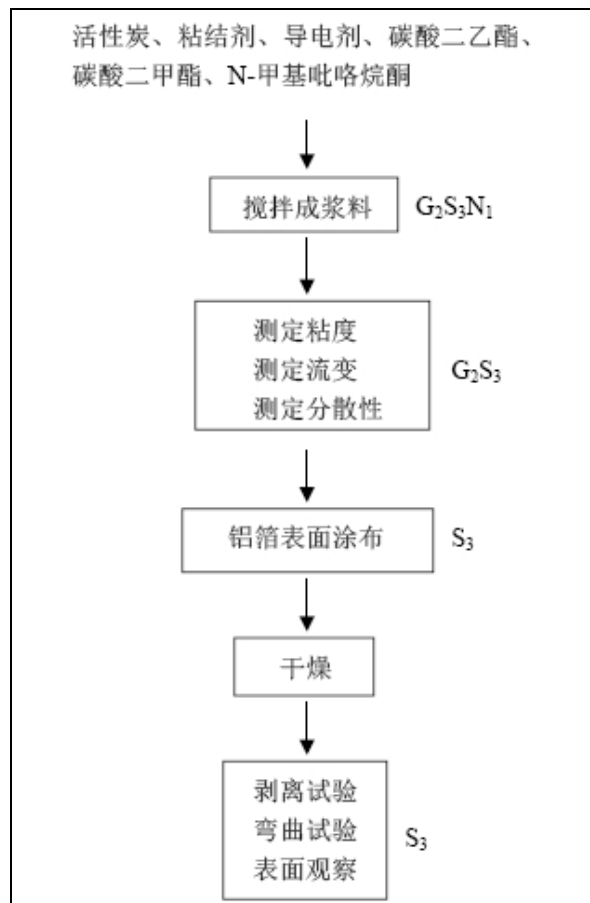 活性炭、粘结剂、导电剂、碳酸二乙酯、
碳酸二甲酯、N-甲基吡咯烷酮
搅拌成浆料 G₂S₃N₁
测定粘度
测定流变 G₂S₃
测定分散性
铝箔表面涂布 S₃
干燥
剥离试验
弯曲试验 S₃
表面观察